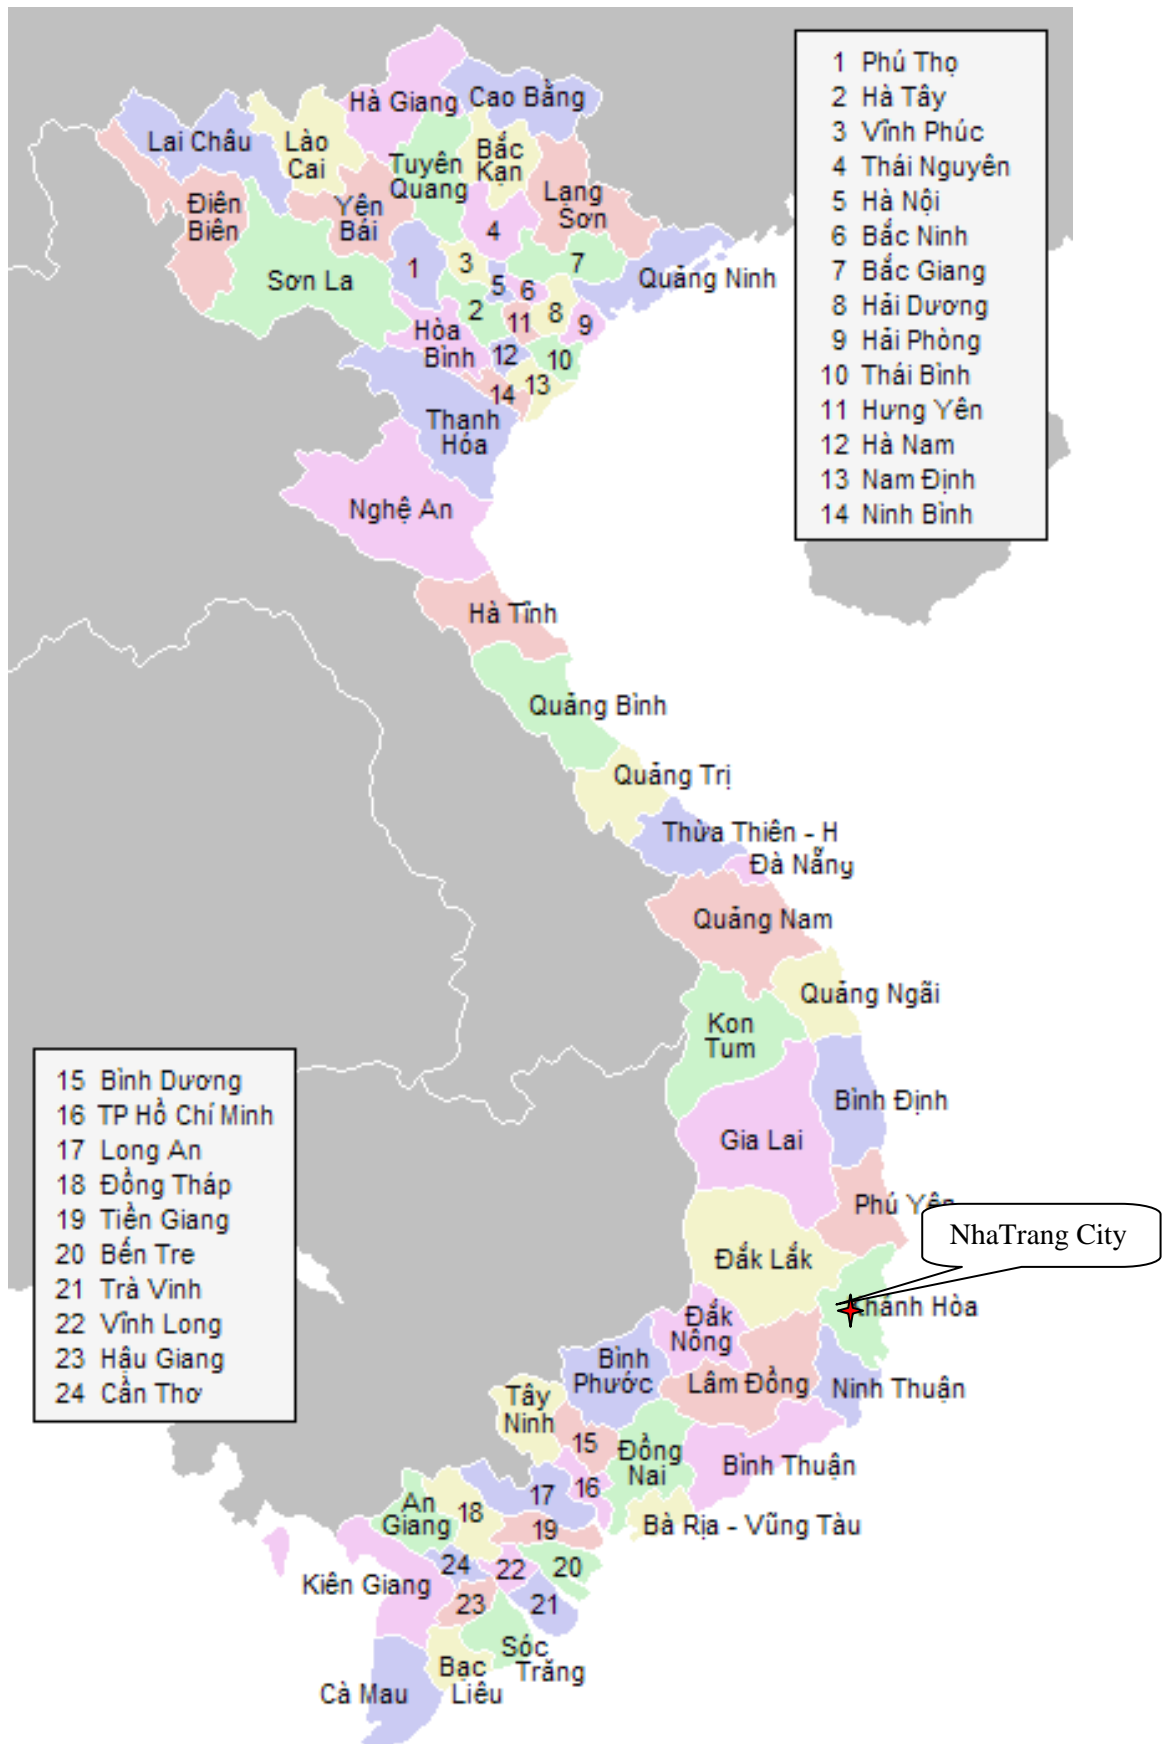 Hà Giang
Cao Bằng
Lai Châu
Lào
Cai
Tuyên
Quang
Bắc
Kạn
Lạng
Sơn
Điên
Biên
Yên
Bái
Sơn La
Quảng Ninh
1
2
3
4
5
6
7
8
9
10
11
12
13
14
Hòa
Bình
Thanh
Hóa
Nghệ An
Hà Tĩnh
Quảng Bình
Quảng Trị
Thừa Thiên - H
Đà Nẵng
Quảng Nam
Quảng Ngãi
Kon
Tum
Bình Định
Gia Lai
Phú Yên
NhaTrang City
Đắk Lắk
Khánh Hòa
Đắk
Nông
Bình
Phước
Lâm Đồng
Ninh Thuận
Tây
Ninh
15
Đồng
Nai
Bình Thuận
16
17
18
An
Giang
19
Bà Rịa - Vũng Tàu
24
22
20
Kiên Giang
23
21
Sóc
Trăng
Bạc
Liêu
Cà Mau
1 Phú Thọ
2 Hà Tây
3 Vĩnh Phúc
4 Thái Nguyên
5 Hà Nội
6 Bắc Ninh
7 Bắc Giang
8 Hải Dương
9 Hải Phòng
10 Thái Bình
11 Hưng Yên
12 Hà Nam
13 Nam Định
14 Ninh Bình
15 Bình Dương
16 TP Hồ Chí Minh
17 Long An
18 Đồng Tháp
19 Tiền Giang
20 Bến Tre
21 Trà Vinh
22 Vĩnh Long
23 Hậu Giang
24 Cần Thơ